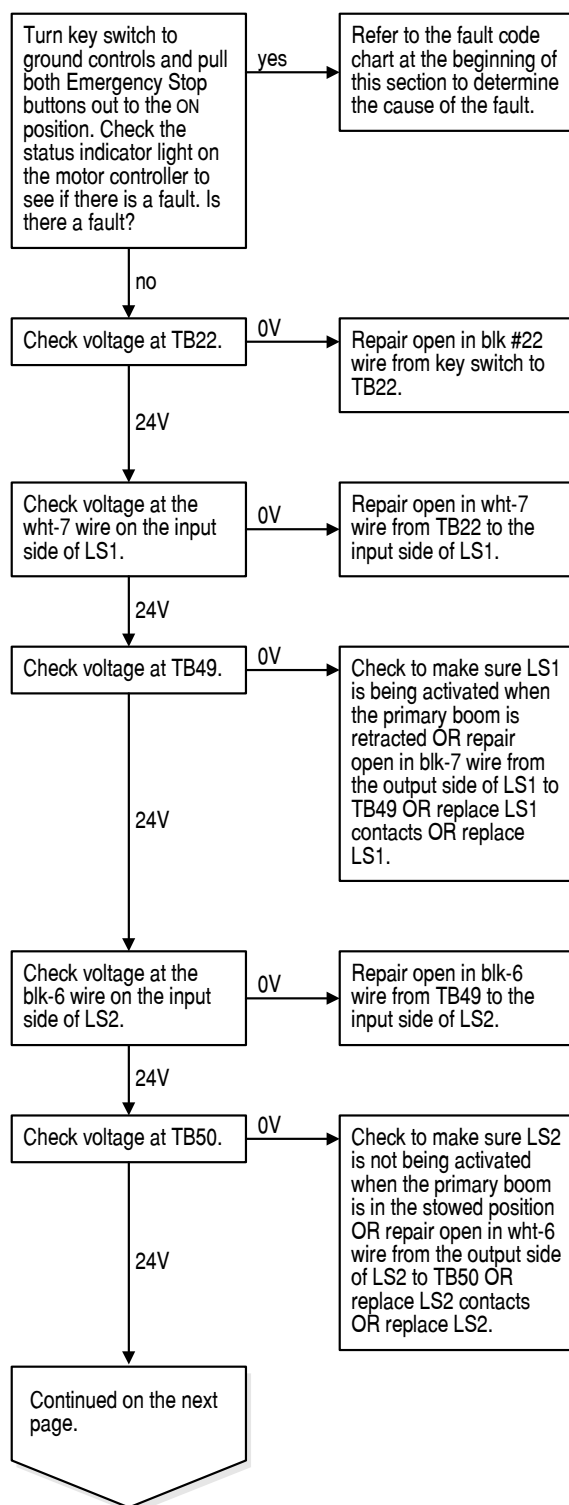 Turn key switch to
ground controls and pull
both Emergency Stop
buttons out to the ON
position. Check the
status indicator light on
the motor controller to
see if there is a fault. Is
there a fault?
yes
Refer to the fault code
chart at the beginning of
this section to determine
the cause of the fault.
no
Check voltage at TB22.
0V
Repair open in blk #22
wire from key switch to
TB22.
24V
Check voltage at the
wht-7 wire on the input
side of LS1.
0V
Repair open in wht-7
wire from TB22 to the
input side of LS1.
24V
Check voltage at TB49.
0V
Check to make sure LS1
is being activated when
the primary boom is
retracted OR repair
open in blk-7 wire from
the output side of LS1 to
TB49 OR replace LS1
contacts OR replace
LS1.
24V
Check voltage at the
blk-6 wire on the input
side of LS2.
0V
Repair open in blk-6
wire from TB49 to the
input side of LS2.
24V
Check voltage at TB50.
0V
Check to make sure LS2
is not being activated
when the primary boom
is in the stowed position
OR repair open in wht-6
wire from the output side
of LS2 to TB50 OR
replace LS2 contacts
OR replace LS2.
24V
Continued on the next
page.